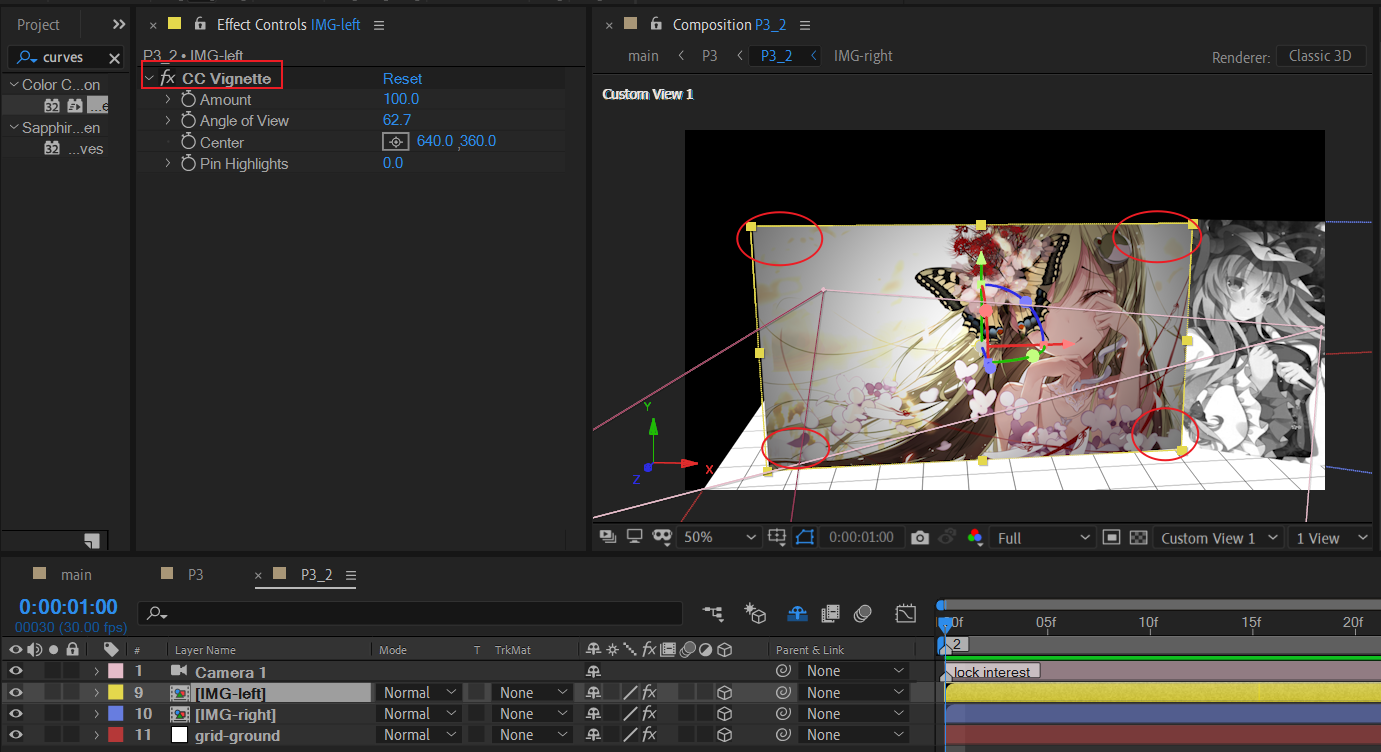 Project
Effect Controls IMG-left
Composition P3_2
curves
P3_2 • IMG-left
main
P3
P3_2
IMG-right
Renderer:
Classic 3D
fx CC Vignette
Reset
Color C...on
32
...e
Amount
100.0
Custom View 1
Angle of View
62.7
Sapphir...en
Center
640.0 ,360.0
32
...ves
Pin Highlights
0.0
Y
X
Z
50%
0:00:01:00
Full
Custom View 1
1 View
main
P3
P3_2
0:00:01:00
00030 (30.00 fps)
00f
05f
10f
15f
20f
2
#
Layer Name
Mode
T
TrkMat
fx
Parent & Link
1
Camera 1
None
lock interest
9
[IMG-left]
Normal
None
fx
None
10
[IMG-right]
Normal
None
fx
None
11
grid-ground
Normal
None
fx
None